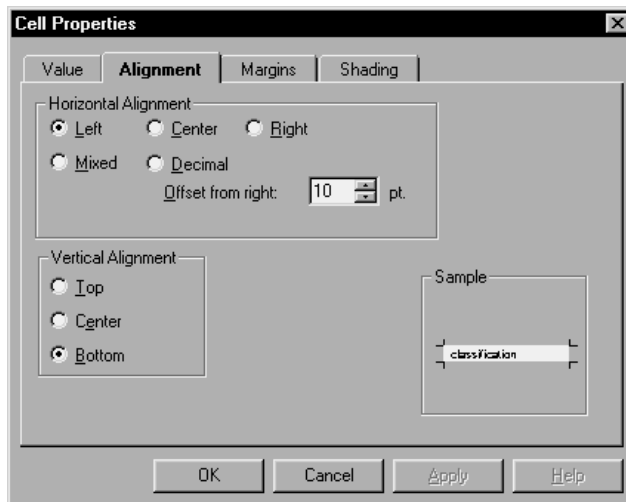 Cell Properties
Value Alignment Margins Shading
Horizontal Alignment
Left Center Right
Mixed Decimal
Offset from right: 10 pt.
Vertical Alignment
Top
Center
Bottom
Sample
classification
OK Cancel Apply Help